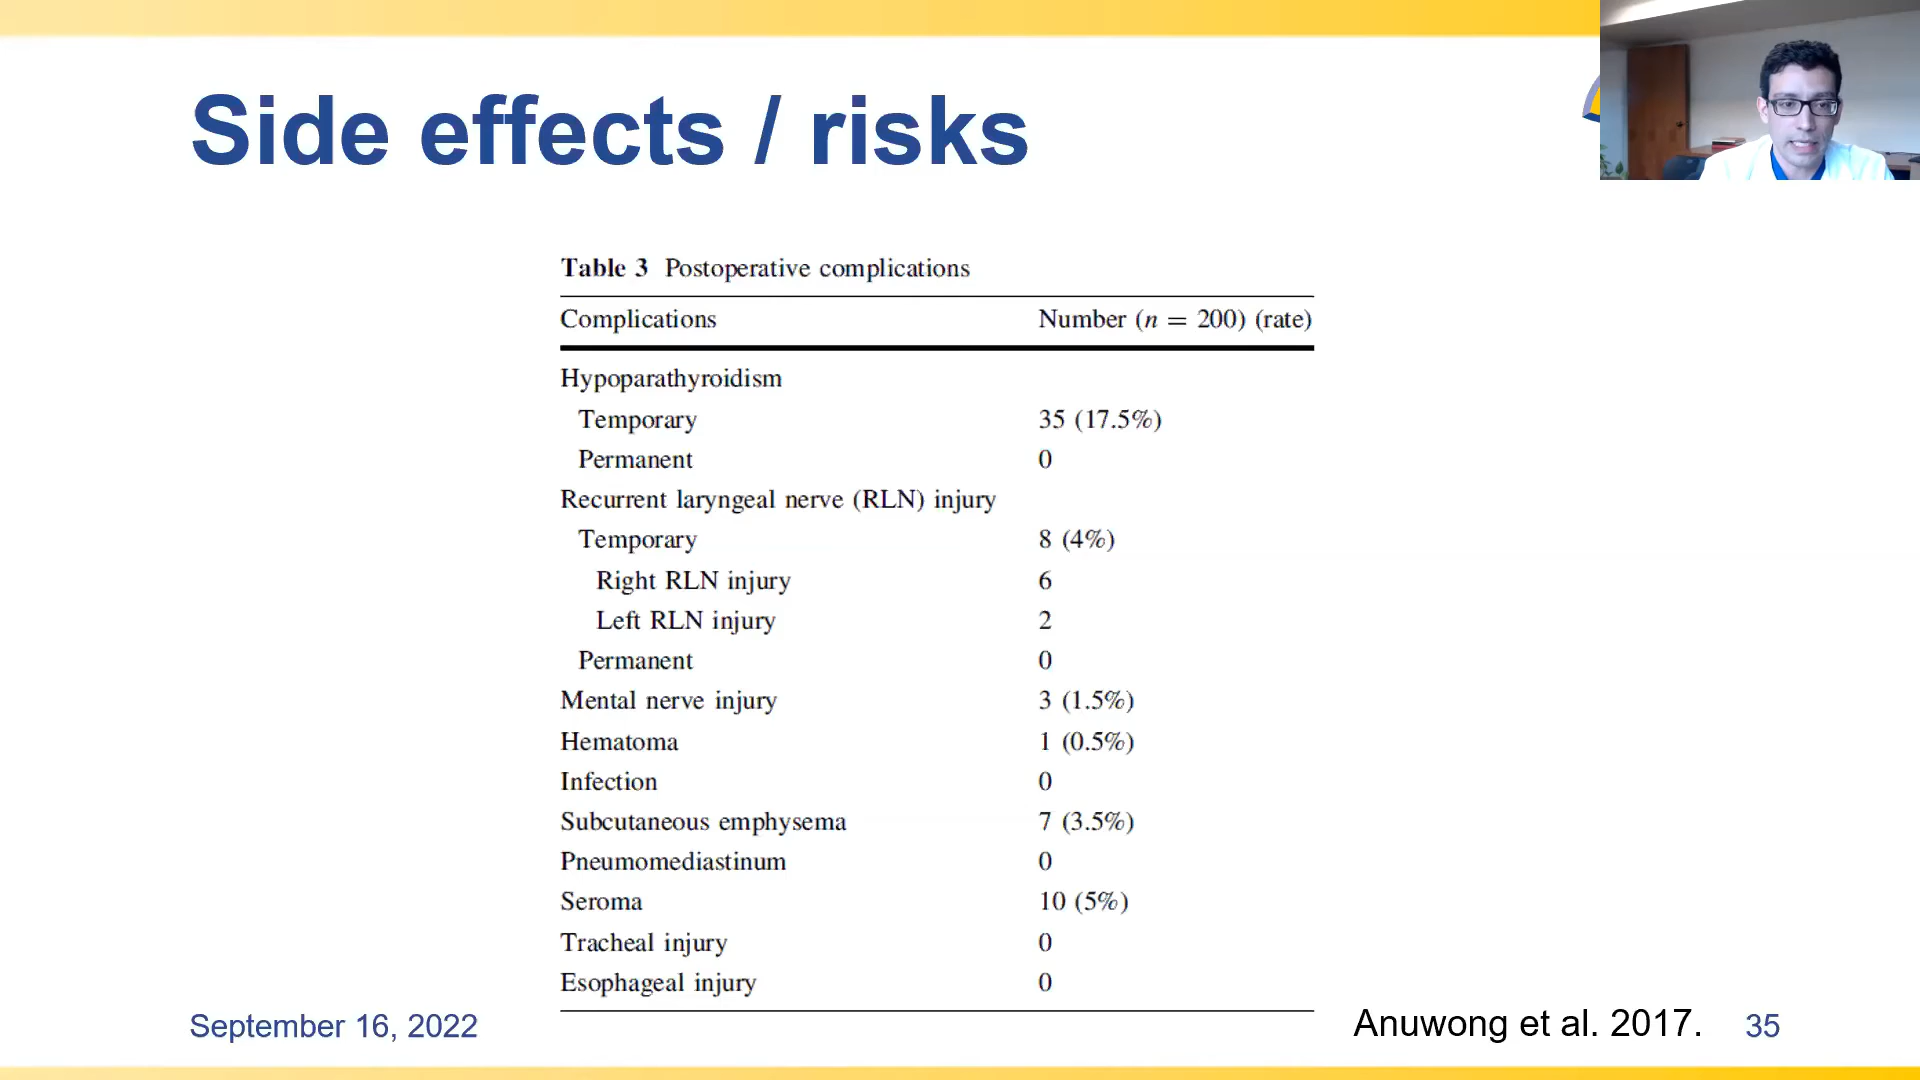 Side effects / risks
Table 3 Postoperative complications
Complications Number (n = 200) (rate)
Hypoparathyroidism
Temporary 35 (17.5%)
Permanent 0
Recurrent laryngeal nerve (RLN) injury
Temporary 8 (4%)
Right RLN injury 6
Left RLN injury 2
Permanent 0
Mental nerve injury 3 (1.5%)
Hematoma 1 (0.5%)
Infection 0
Subcutaneous emphysema 7 (3.5%)
Pneumomediastinum 0
Seroma 10 (5%)
Tracheal injury 0
Esophageal injury 0
September 16, 2022 Anuwong et al. 2017. 35